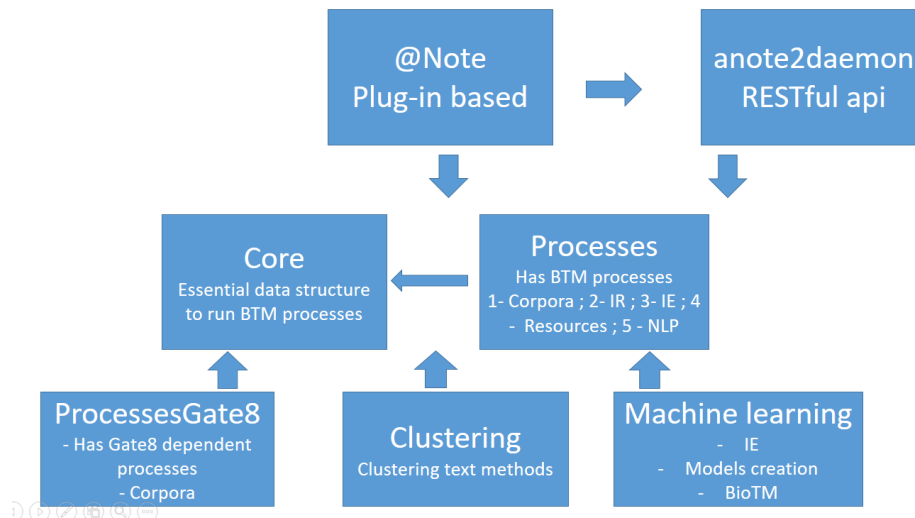 @Note
Plug-in based
anote2daemon
RESTful api
Core
Essential data structure
to run BTM processes
Processes
Has BTM processes
1- Corpora ; 2- IR ; 3- IE ; 4
- Resources ; 5 - NLP
ProcessesGate8
- Has Gate8 dependent
processes
- Corpora
Clustering
Clustering text methods
Machine learning
- IE
- Models creation
- BioTM